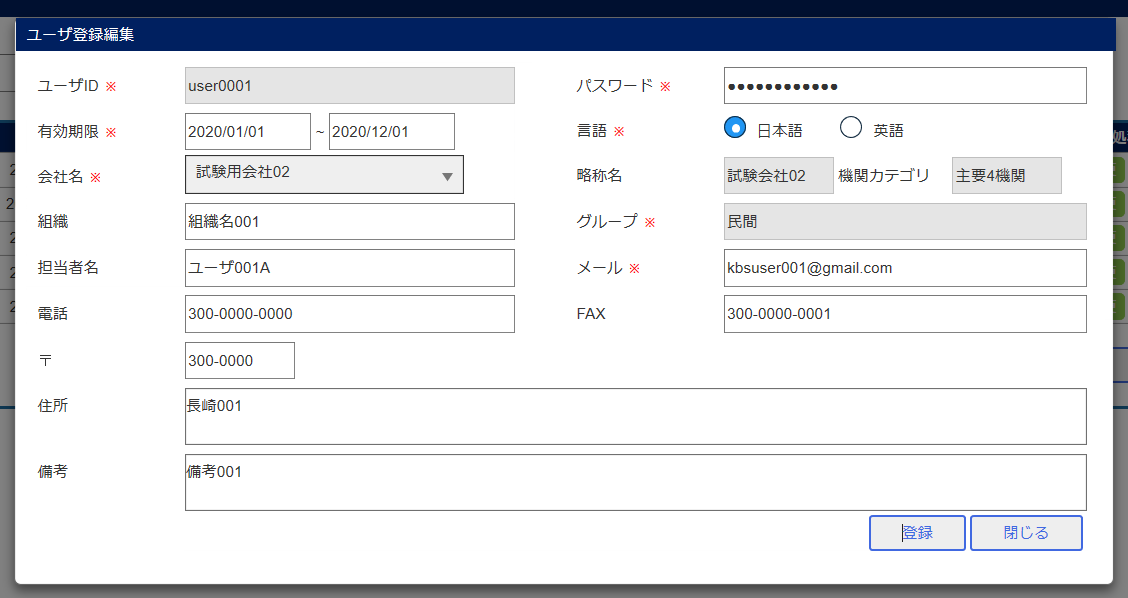 ユーザ登録編集
ユーザID ※ user0001 パスワード ※ ●●●●●●●●●●●●
有効期限 ※ 2020/01/01 ~ 2020/12/01 言語 ※ 日本語 英語
会社名 ※ 試験用会社02 略称名 試験会社02 機関カテゴリ 主要4機関
組織 組織名001 グループ ※ 民間
担当者名 ユーザ001A メール ※ kbsuser001@gmail.com
電話 300-0000-0000 FAX 300-0000-0001
〒 300-0000
住所 長崎001
備考 備考001
登録 閉じる